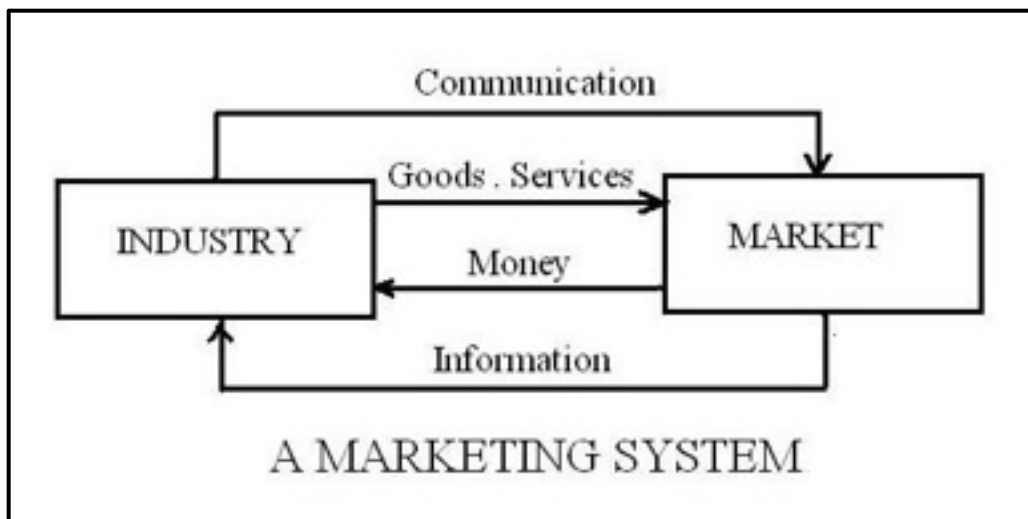 Communication
Goods . Services
INDUSTRY
MARKET
Money
Information
A MARKETING SYSTEM